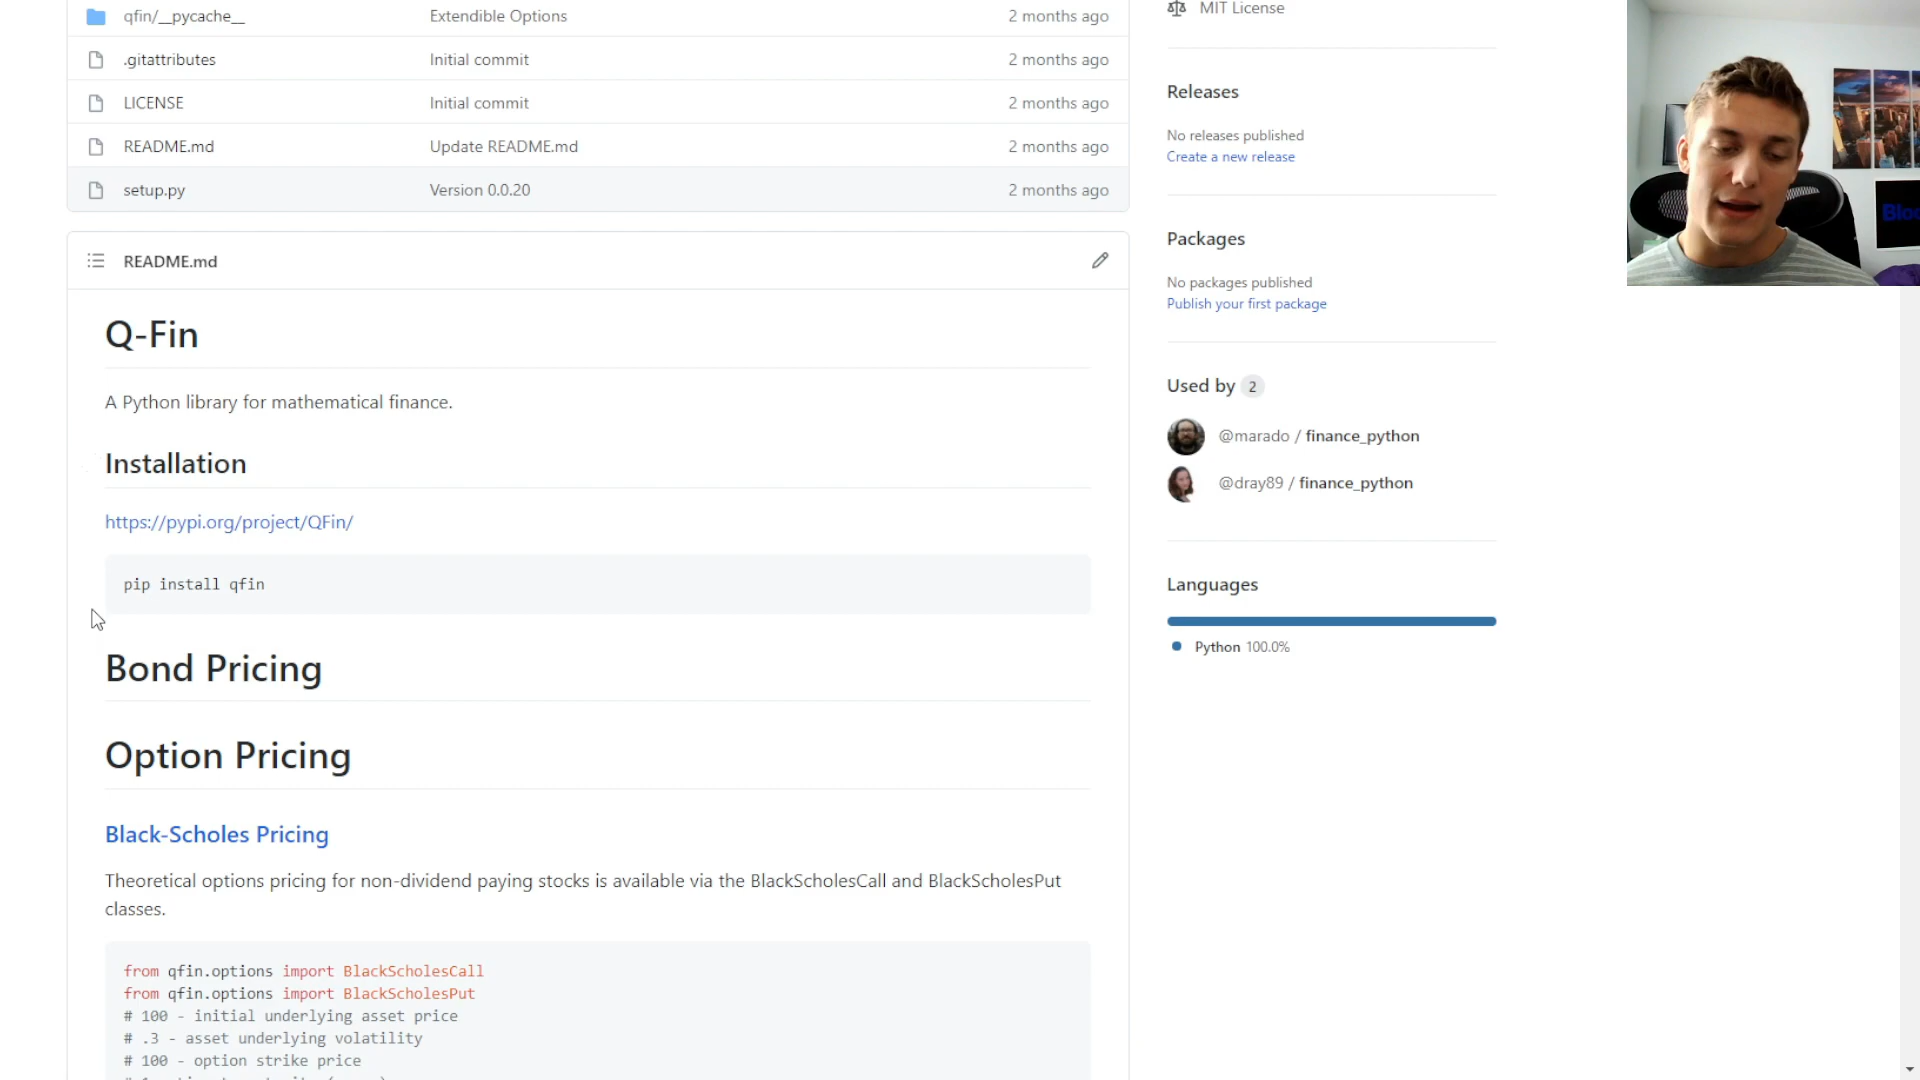 qfin/__pycache__ Extendible Options 2 months ago
.gitattributes Initial commit 2 months ago
LICENSE Initial commit 2 months ago
README.md Update README.md 2 months ago
setup.py Version 0.0.20 2 months ago
README.md
Q-Fin
A Python library for mathematical finance.
Installation
https://pypi.org/project/QFin/
pip install qfin
Bond Pricing
Option Pricing
Black-Scholes Pricing
Theoretical options pricing for non-dividend paying stocks is available via the BlackScholesCall and BlackScholesPut
classes.
from qfin.options import BlackScholesCall
from qfin.options import BlackScholesPut
# 100 - initial underlying asset price
# .3 - asset underlying volatility
# 100 - option strike price
MIT License
Releases
No releases published
Create a new release
Packages
No packages published
Publish your first package
Used by 2
@marado / finance_python
@dray89 / finance_python
Languages
Python 100.0%